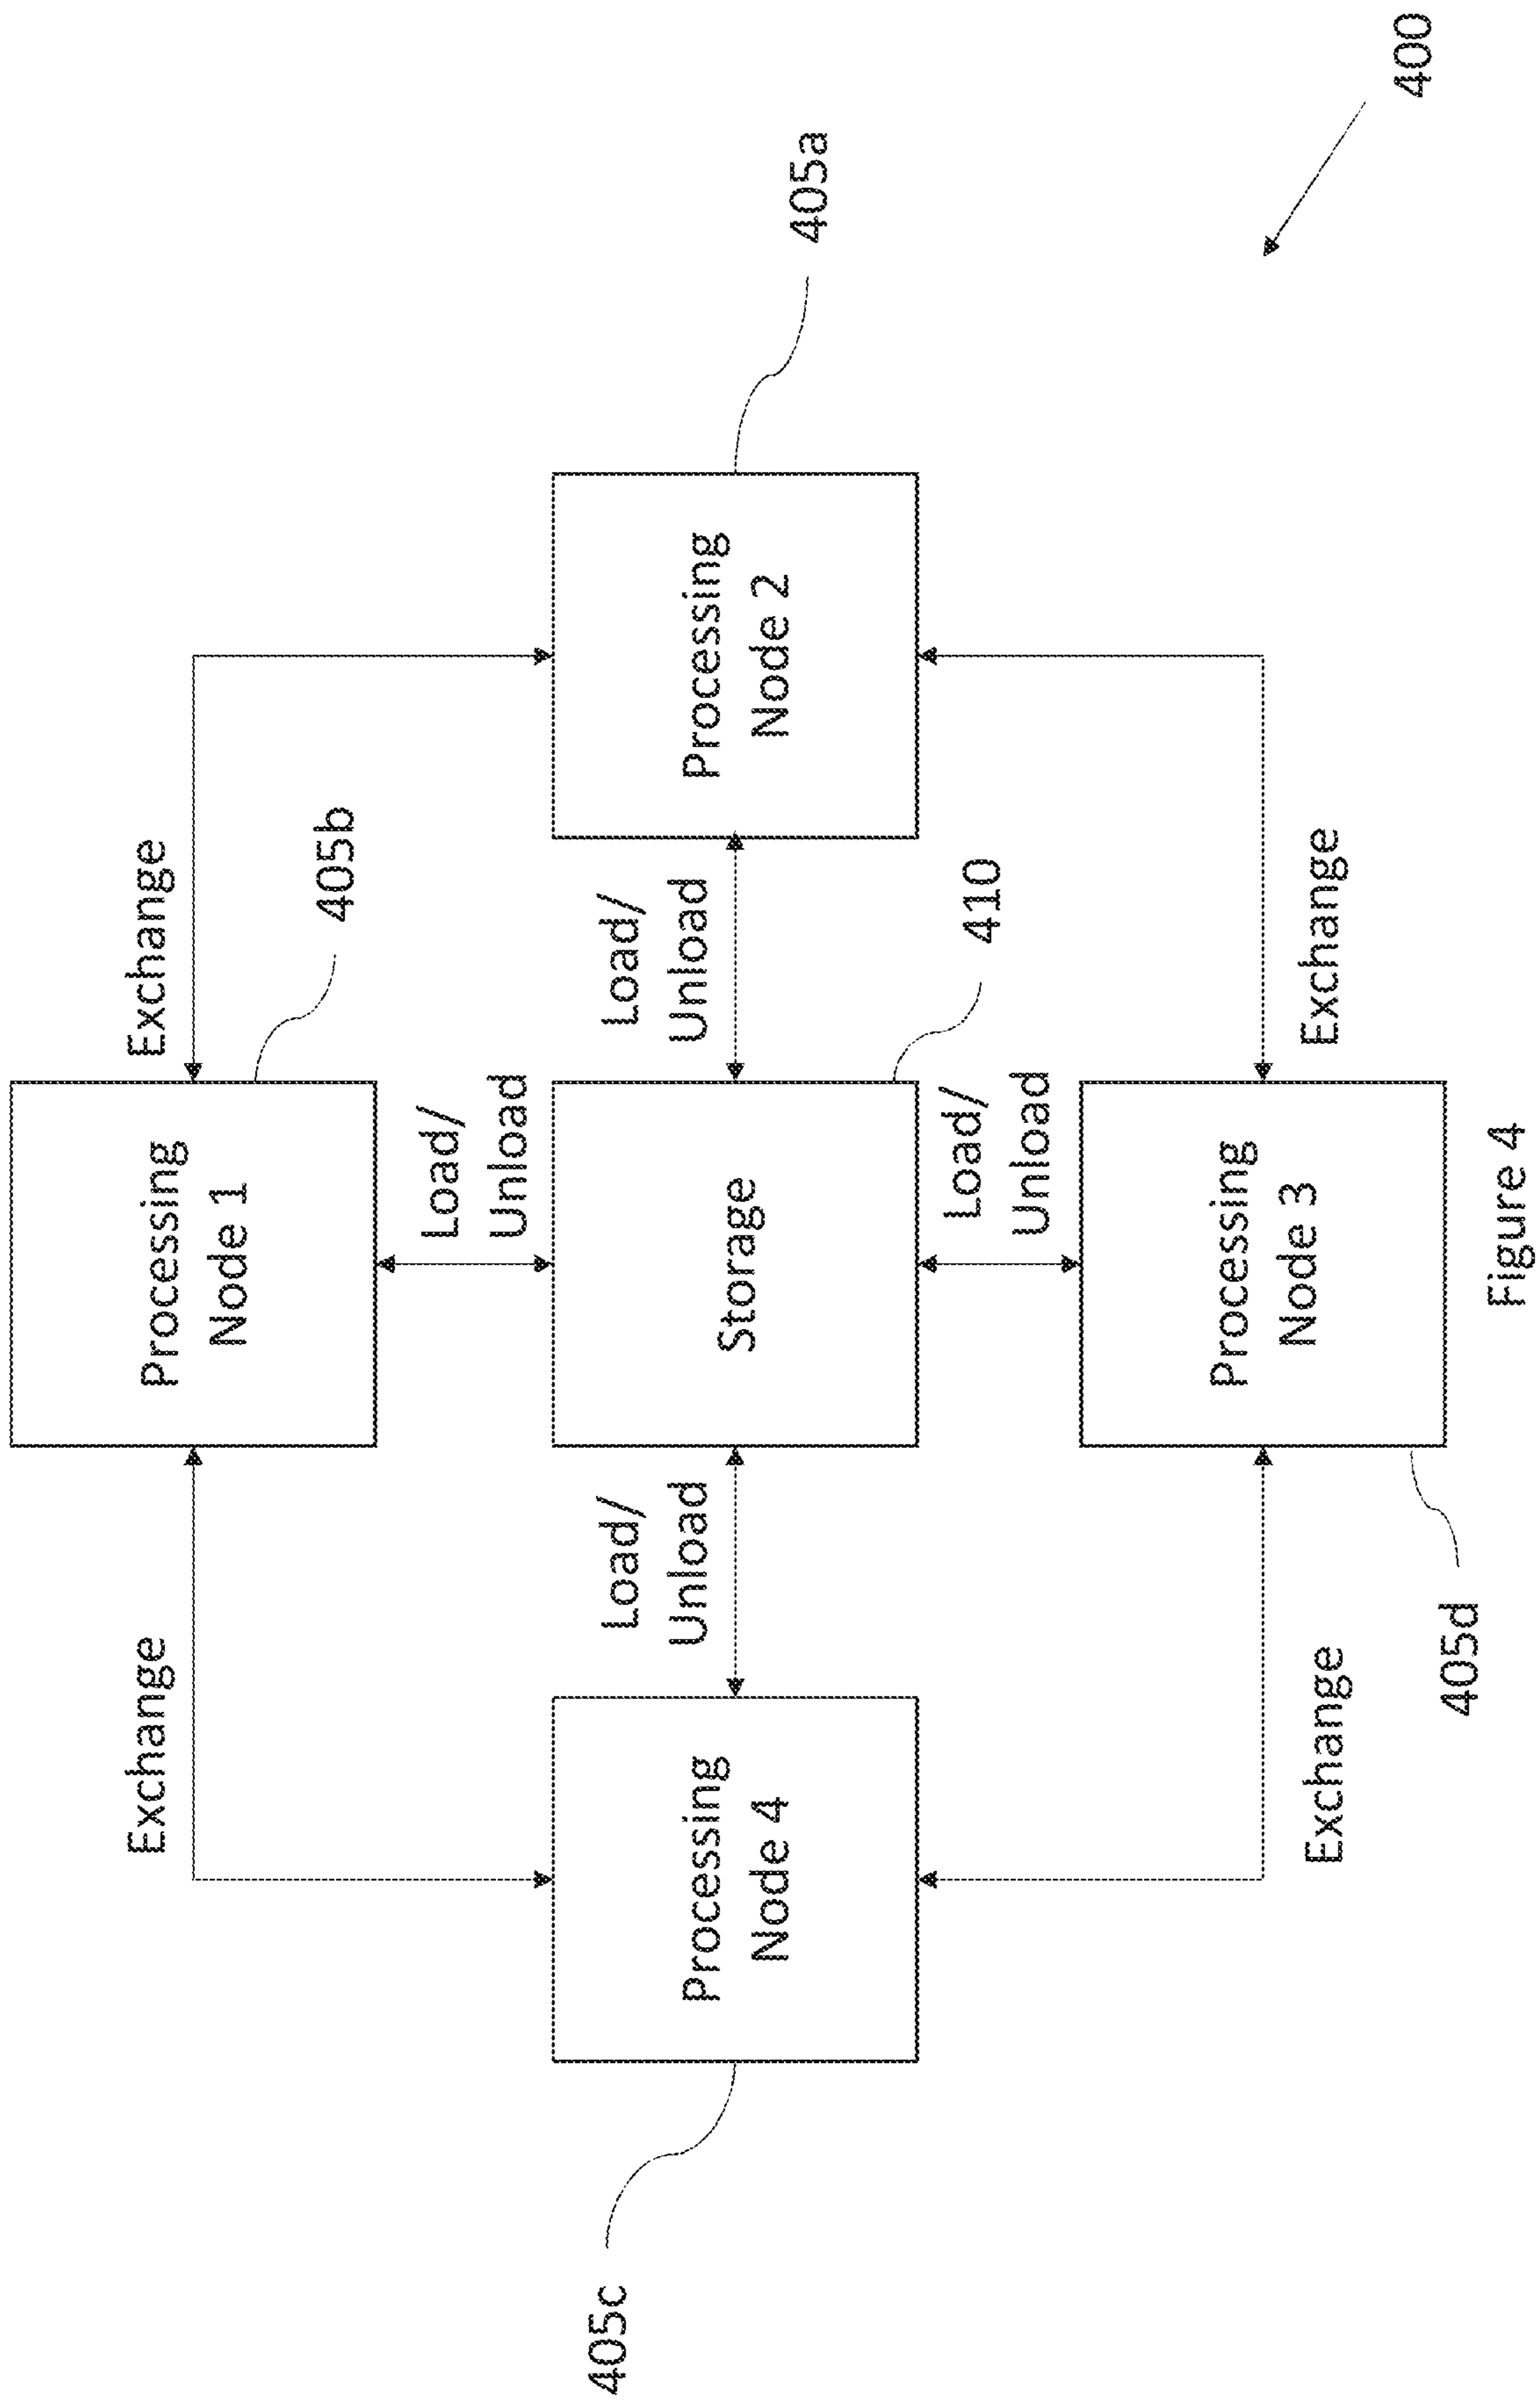 Processing
Node 1
405b
Exchange
Exchange
Load/
Unload
Processing
Node 4
405c
Load/
Unload
Storage
410
Load/
Unload
Processing
Node 2
405a
Load/
Unload
Processing
Node 3
405d
Exchange
Exchange
400
Figure 4